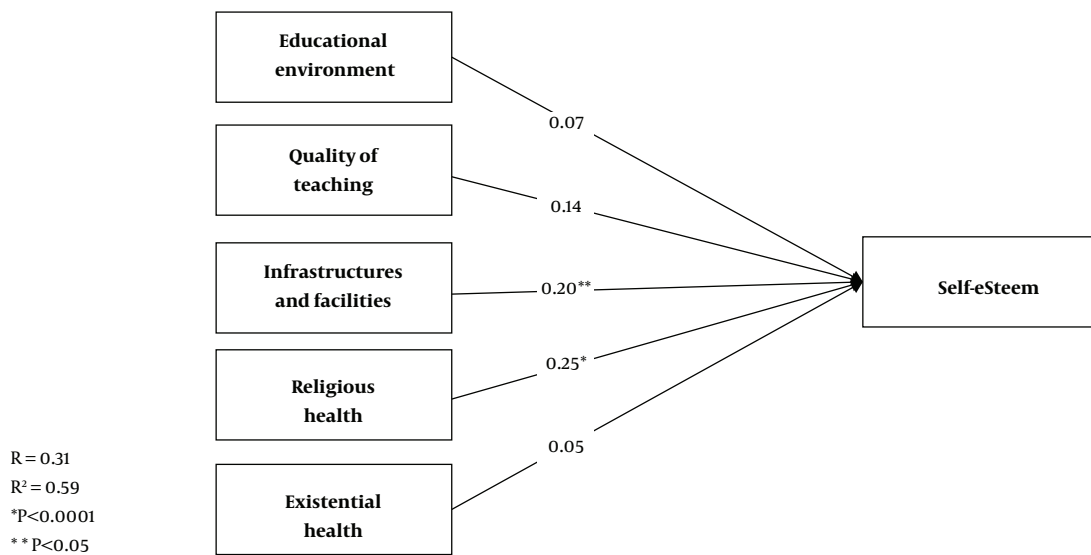 Educational
environment
0.07
Quality of
teaching
0.14
Infrastructures
and facilities
0.20**
Self-eSteem
Religious
health
0.25*
Existential
health
0.05
R = 0.31
R² = 0.59
*P<0.0001
* * P<0.05